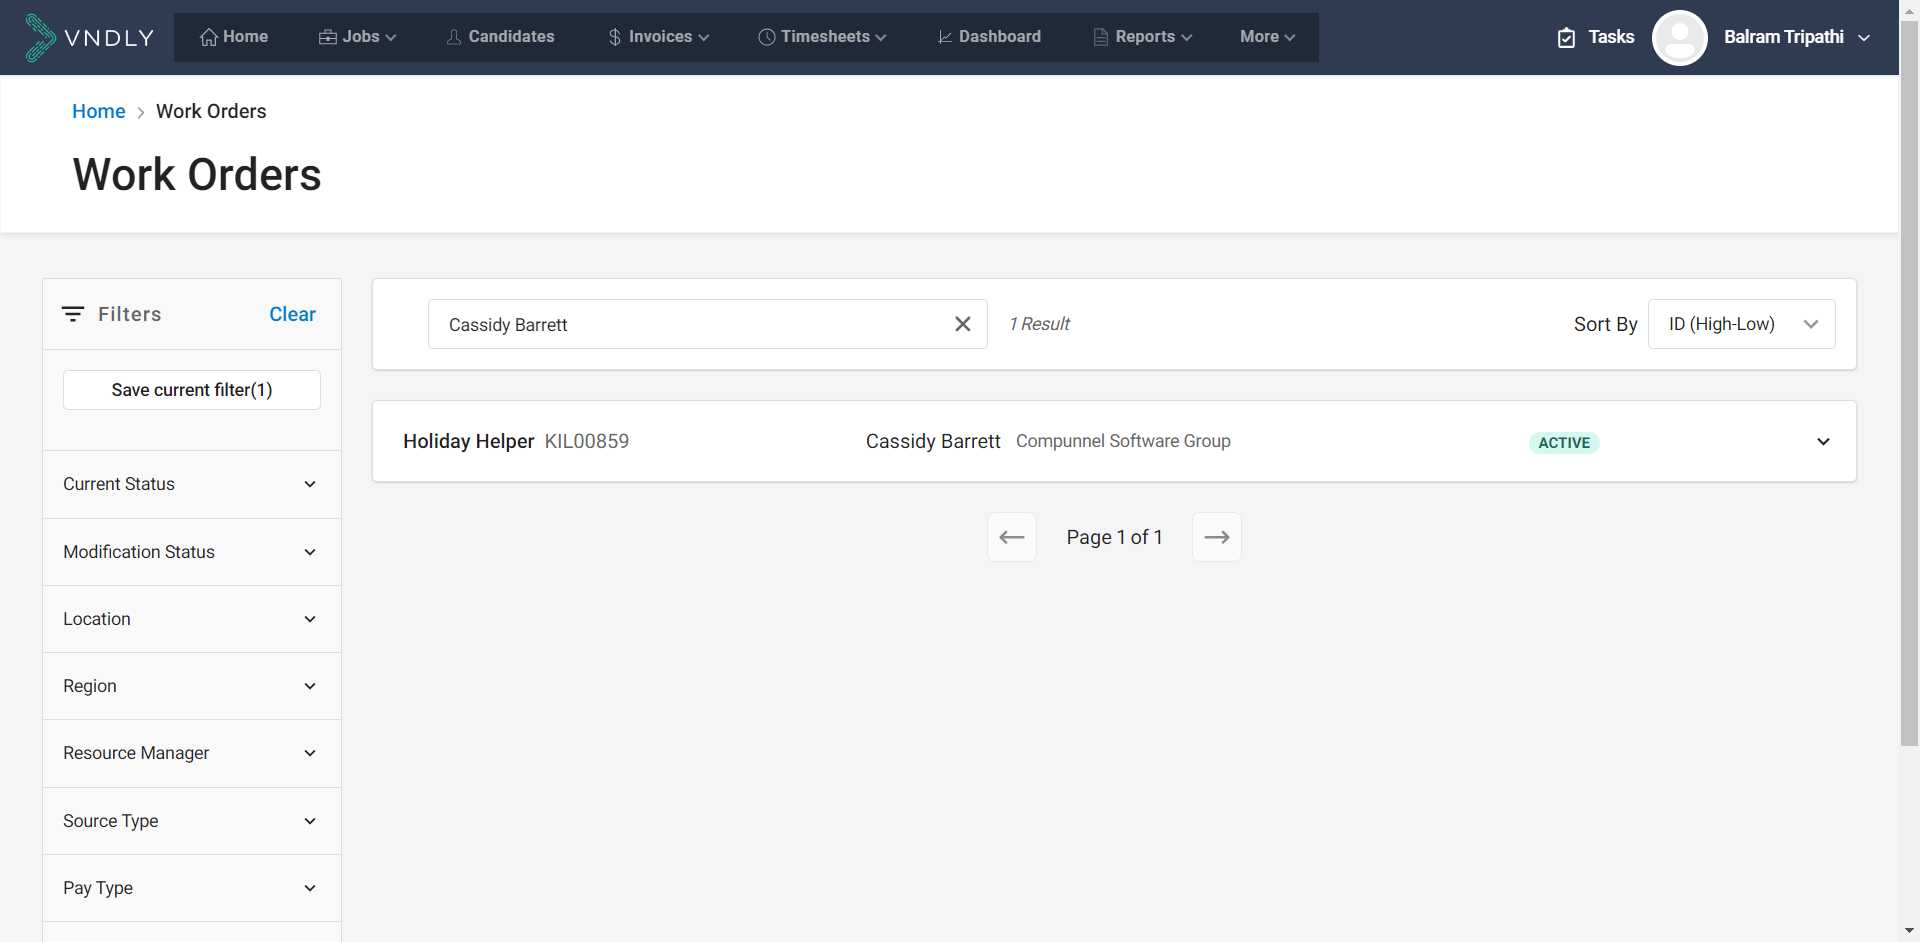 VNDLY
Home
Jobs
Candidates
Invoices
Timesheets
Dashboard
Reports
More
Tasks
Balram Tripathi
Home > Work Orders
Work Orders
Filters
Clear
Save current filter(1)
Current Status
Modification Status
Location
Region
Resource Manager
Source Type
Pay Type
Cassidy Barrett
1 Result
Sort By
ID (High-Low)
Holiday Helper KIL00859
Cassidy Barrett Compunnel Software Group
ACTIVE
Page 1 of 1